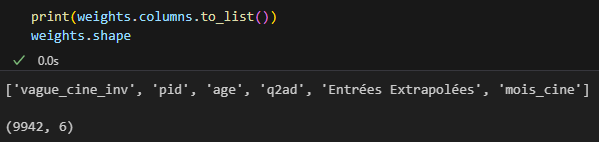 print(weights.columns.to_list())
weights.shape
0.0s
['vague_cine_inv', 'pid', 'age', 'q2ad', 'Entrées Extrapolées', 'mois_cine']
(9942, 6)